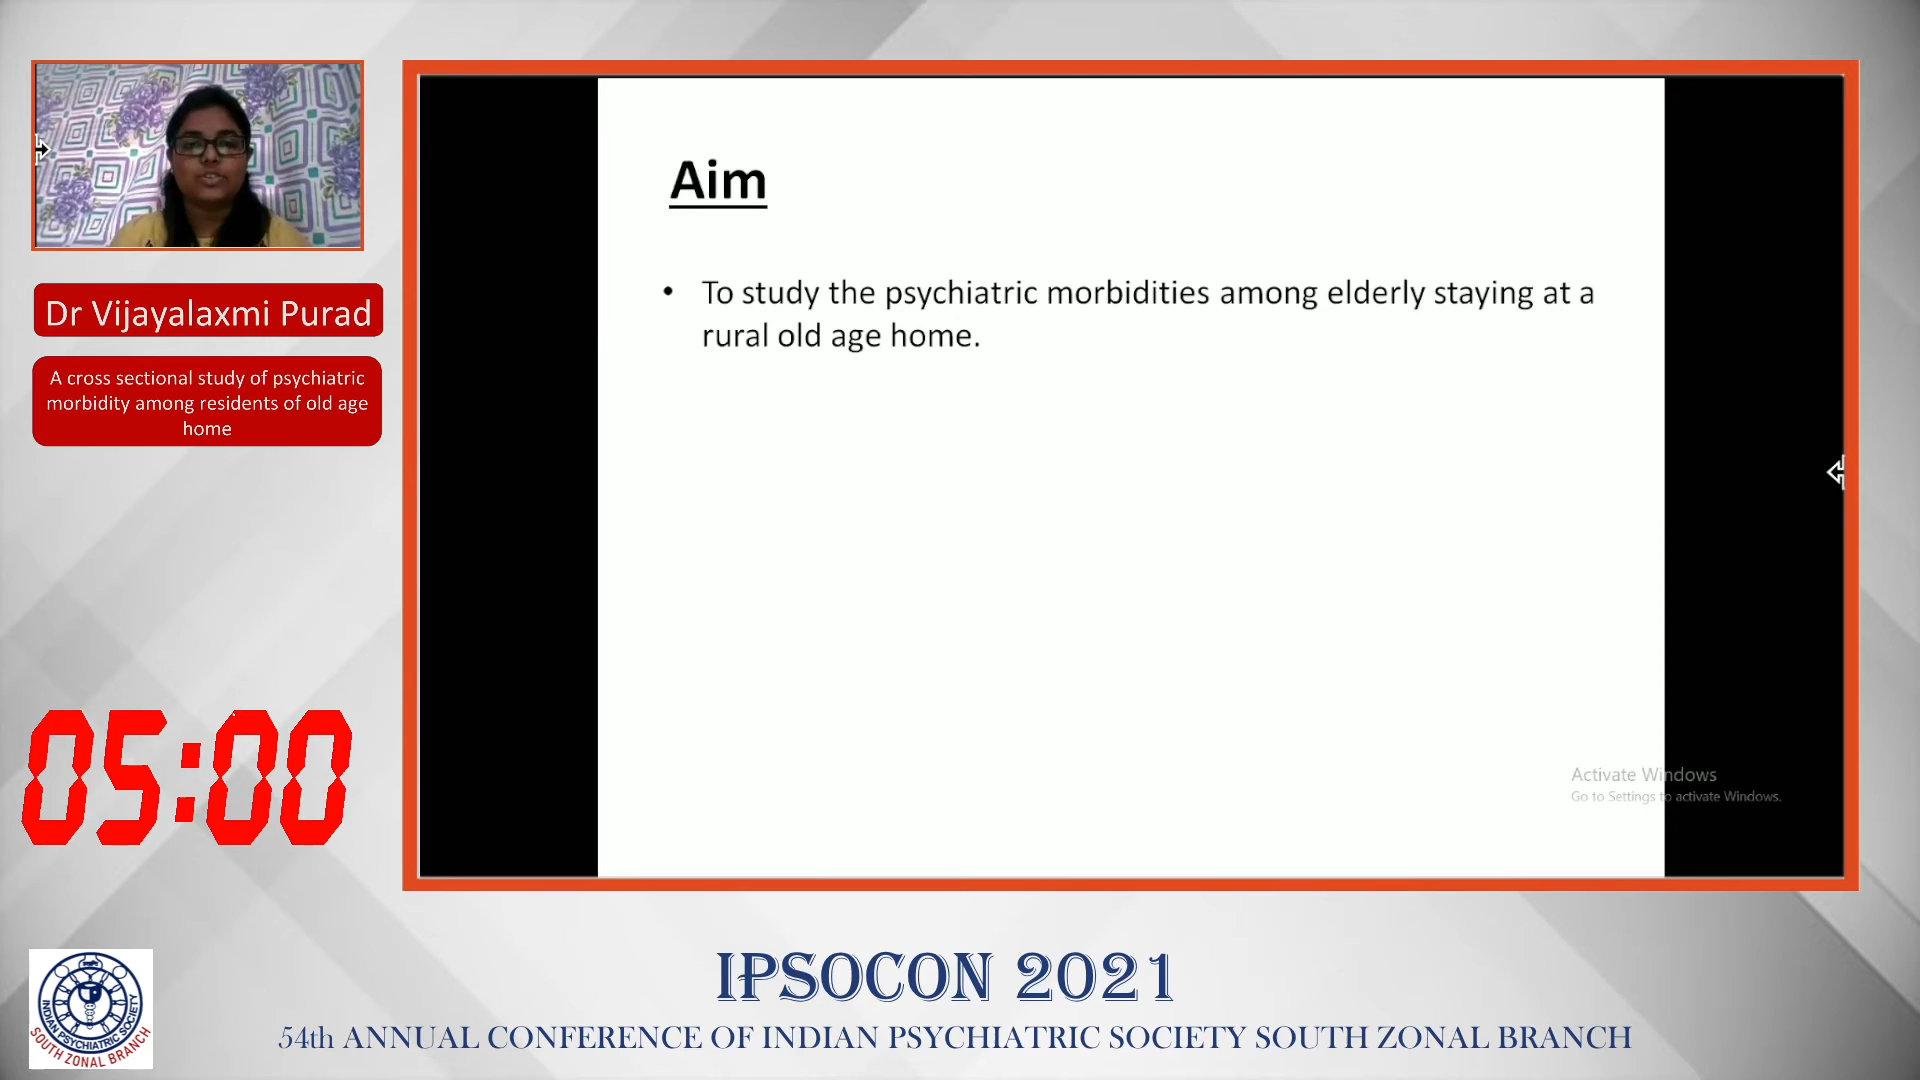 Dr Vijayalaxmi Purad
A cross sectional study of psychiatric
morbidity among residents of old age
home
05:00
Aim
• To study the psychiatric morbidities among elderly staying at a
rural old age home.
Activate Windows
Go to Settings to activate Windows.
INDIAN PSYCHIATRIC SOCIETY
SOUTH ZONAL BRANCH
IPSOCON 2021
54th ANNUAL CONFERENCE OF INDIAN PSYCHIATRIC SOCIETY SOUTH ZONAL BRANCH